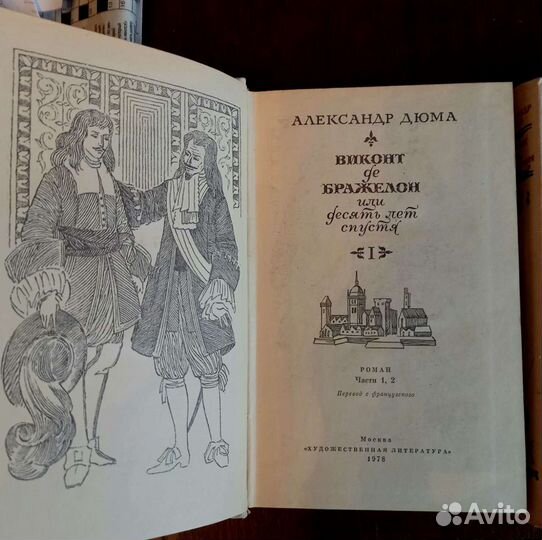 АЛЕКСАНДР ДЮМА
ВИКОНТ
де
БРАЖЕЛОН
или
десять лет
спустя
I
РОМАН
Части 1, 2
Перевод с французского
Москва
«ХУДОЖЕСТВЕННАЯ ЛИТЕРАТУРА»
1978
Avito